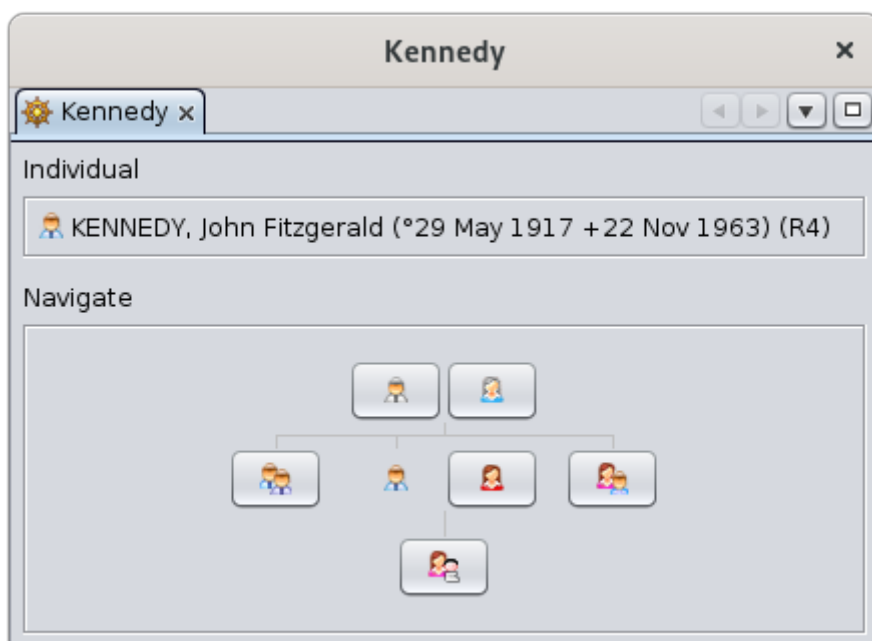 Kennedy
Kennedy
Individual
KENNEDY, John Fitzgerald (°29 May 1917 +22 Nov 1963) (R4)
Navigate